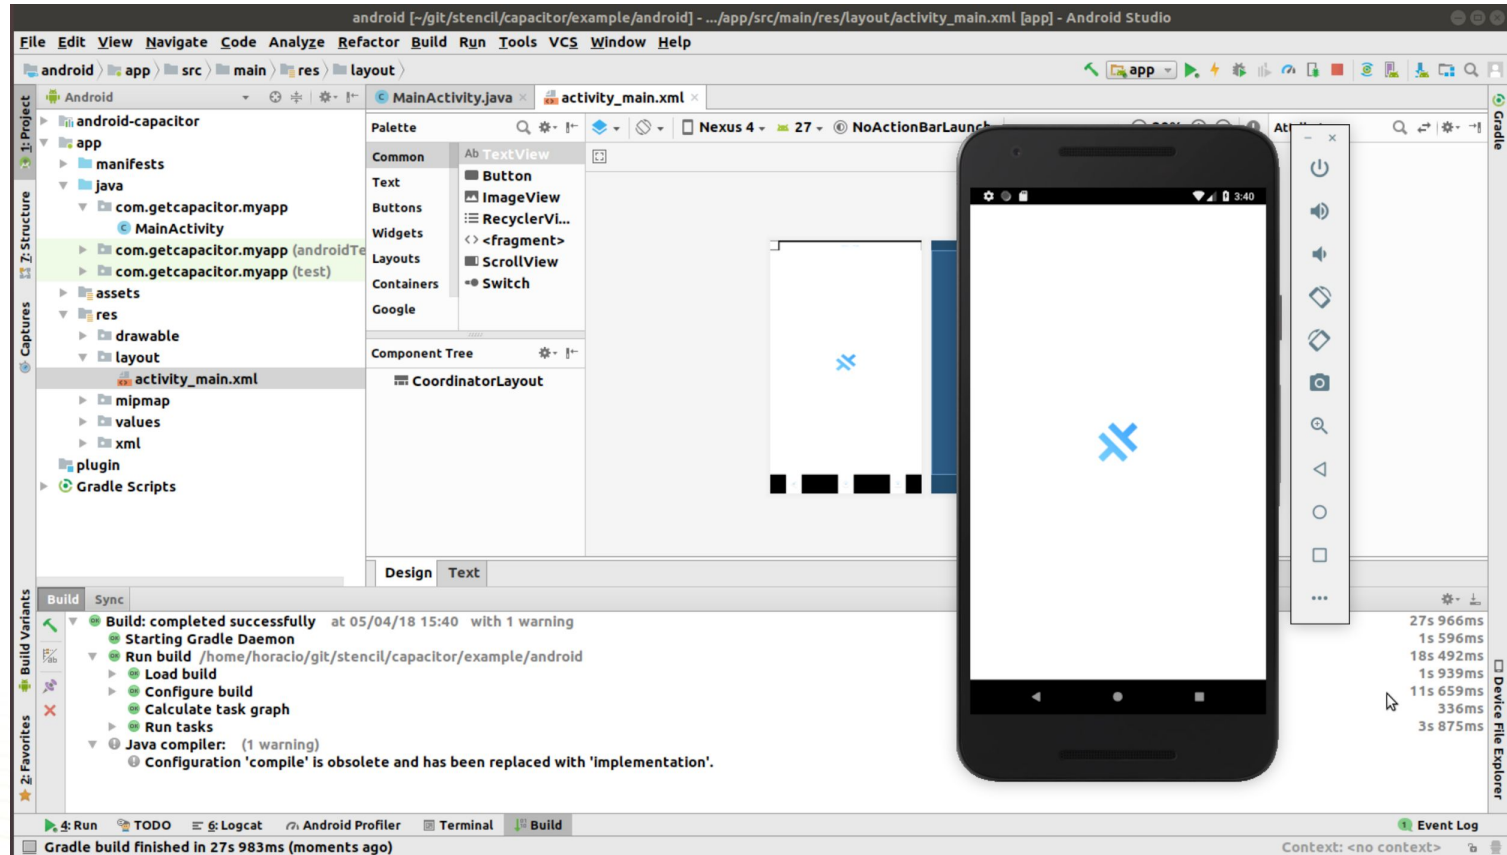 android [~/git/stencil/capacitor/example/android] - .../app/src/main/res/layout/activity_main.xml [app] - Android Studio
File Edit View Navigate Code Analyze Refactor Build Run Tools VCS Window Help
android app src main res layout
app
1: Project
7: Structure
Captures
Build Variants
2: Favorites
Android
android-capacitor
app
manifests
java
com.getcapacitor.myapp
MainActivity
com.getcapacitor.myapp (androidTe
com.getcapacitor.myapp (test)
assets
res
drawable
layout
activity_main.xml
mipmap
values
xml
plugin
Gradle Scripts
MainActivity.java activity_main.xml
Palette
Common
Text
Buttons
Widgets
Layouts
Containers
Google
Ab TextView
Button
ImageView
RecyclerVi...
<fragment>
ScrollView
Switch
Component Tree
CoordinatorLayout
Nexus 4 27 NoActionBarLaunch
Design Text
3:40
Gradle
Device File Explorer
Build Sync
Build: completed successfully at 05/04/18 15:40 with 1 warning 27s 966ms
Starting Gradle Daemon 1s 596ms
Run build /home/horacio/git/stencil/capacitor/example/android 18s 492ms
Load build 1s 939ms
Configure build 11s 659ms
Calculate task graph 336ms
Run tasks 3s 875ms
Java compiler: (1 warning)
Configuration 'compile' is obsolete and has been replaced with 'implementation'.
4: Run TODO 6: Logcat Android Profiler Terminal Build 1 Event Log
Gradle build finished in 27s 983ms (moments ago) Context: <no context>